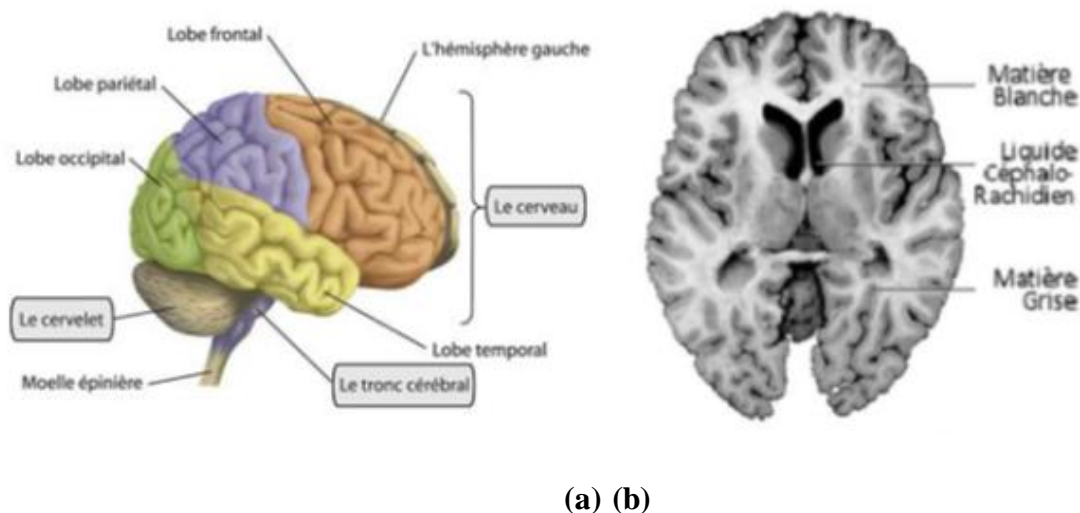 Lobe frontal
L'hémisphère gauche
Lobe pariétal
Lobe occipital
Le cerveau
Le cervelet
Lobe temporal
Moelle épinière
Le tronc cérébral
Matière
Blanche
Liquide
Céphalo-
Rachidien
Matière
Grise
(a) (b)